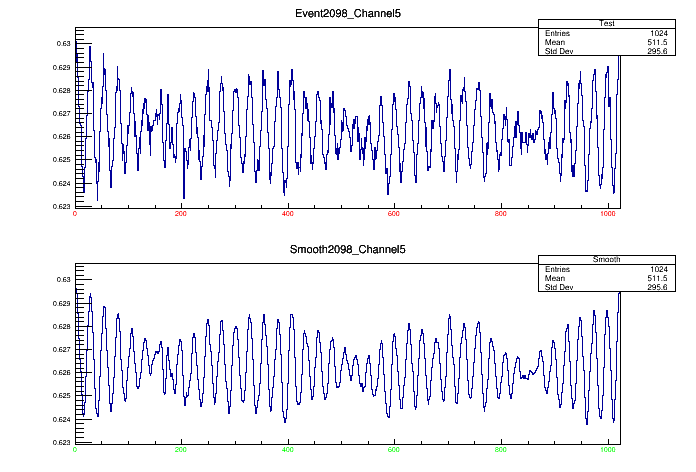 Event2098_Channel5
Test
Entries 1024
Mean 511.5
Std Dev 295.6
0.63
0.629
0.628
0.627
0.626
0.625
0.624
0.623
0 200 400 600 800 1000
Smooth2098_Channel5
Smooth
Entries 1024
Mean 511.5
Std Dev 295.6
0.63
0.629
0.628
0.627
0.626
0.625
0.624
0.623
0 200 400 600 800 1000